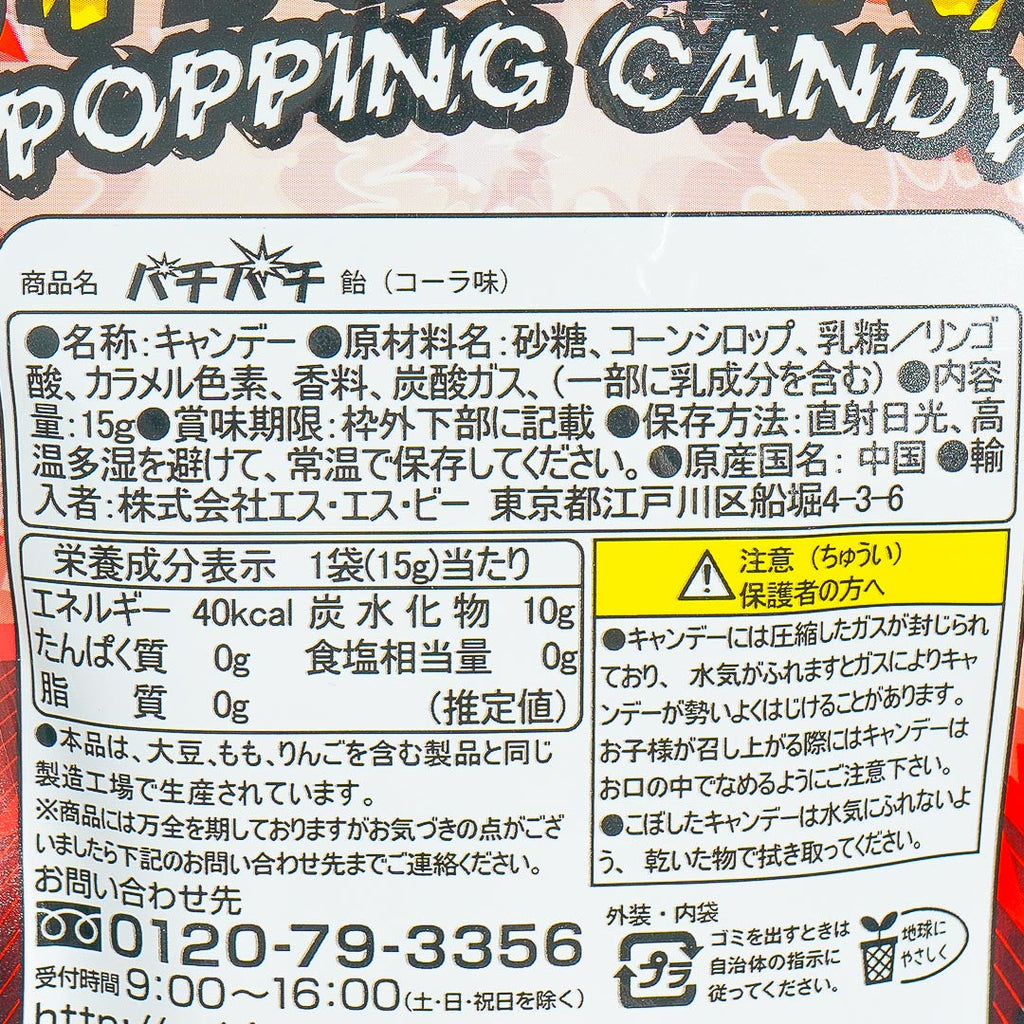 POPPING CANDY
商品名 パチパチ 飴（コーラ味）
●名称：キャンデー ●原材料名：砂糖、コーンシロップ、乳糖／リンゴ
酸、カラメル色素、香料、炭酸ガス、（一部に乳成分を含む）●内容
量：15g●賞味期限：枠外下部に記載 ●保存方法：直射日光、高
温多湿を避けて、常温で保存してください。●原産国名：中国 ●輸
入者：株式会社エス・エス・ビー 東京都江戸川区船堀4-3-6
栄養成分表示 1袋(15g)当たり
エネルギー 40kcal 炭水化物 10g
たんぱく質 0g 食塩相当量 0g
脂質 0g （推定値）
●本品は、大豆、もも、りんごを含む製品と同じ
製造工場で生産されています。
※商品には万全を期しておりますがお気づきの点がござ
いましたら下記のお問い合わせ先までご連絡ください。
お問い合わせ先
0120-79-3356
受付時間 9:00～16:00（土・日・祝日を除く）
注意（ちゅうい）
保護者の方へ
●キャンデーには圧縮したガスが封じられ
ており、水気がふれますとガスによりキャ
ンデーが勢いよくはじけることがあります。
お子様が召し上がる際にはキャンデーは
お口の中でなめるようにご注意下さい。
●こぼしたキャンデーは水気にふれないよ
う、乾いた物で拭き取ってください。
外装・内袋
プラ
ゴミを出すときは
自治体の指示に
従ってください。
地球に
やさしく